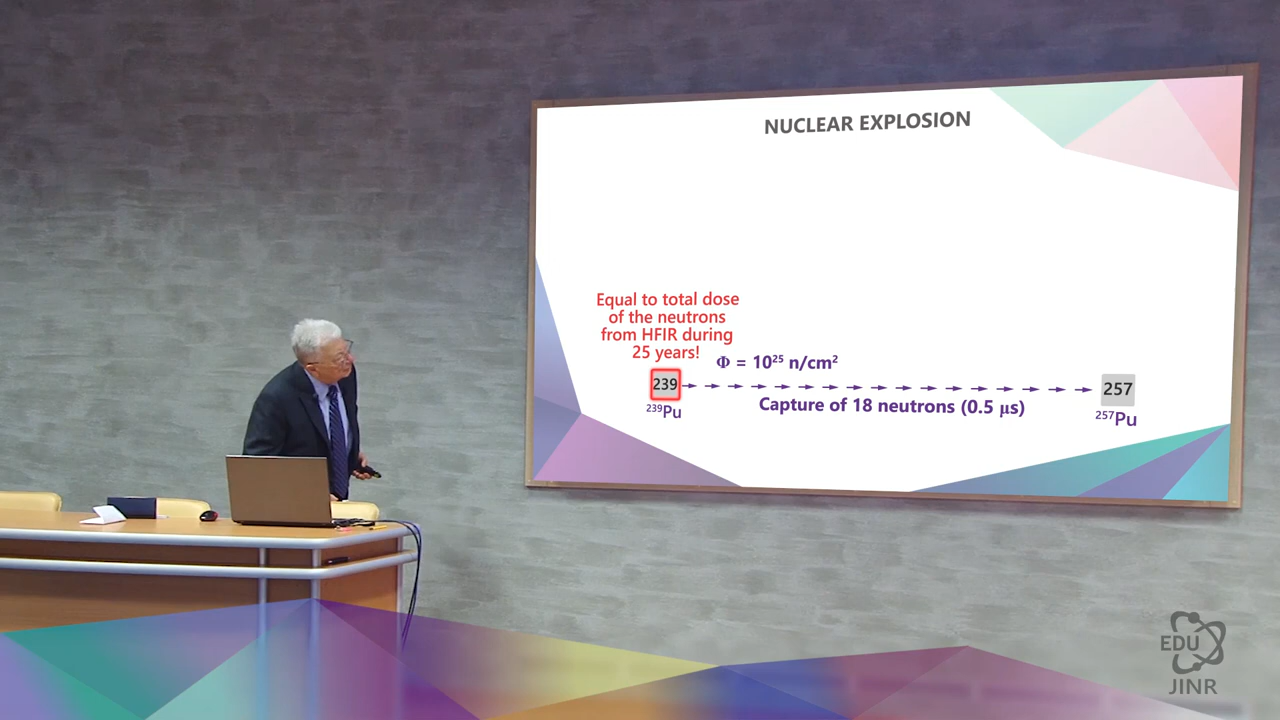 NUCLEAR EXPLOSION
Equal to total dose
of the neutrons
from HFIR during
25 years!
Φ = 10²⁵ n/cm²
239
257
²³⁹Pu
Capture of 18 neutrons (0.5 μs)
²⁵⁷Pu
EDU
JINR